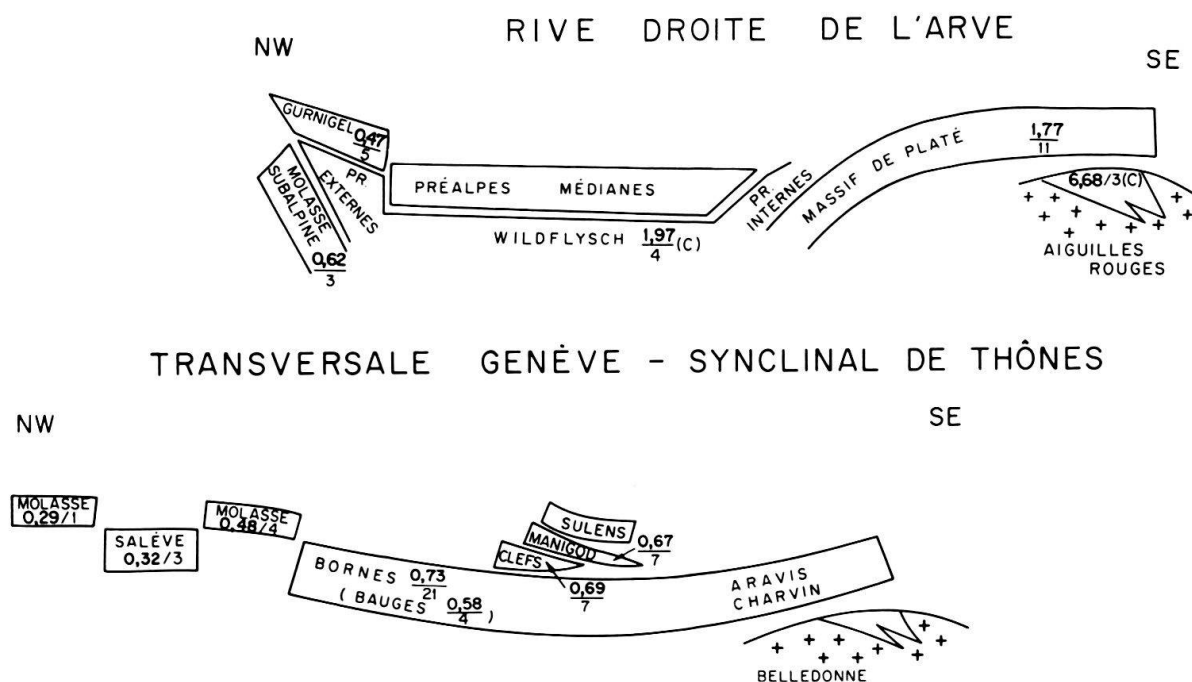 RIVE DROITE DE L'ARVE
NW
SE
GURNIGEL 0,47/5
MOLASSE
SUBALPINE
0,62/3
PR.
EXTERNES
PRÉALPES MÉDIANES
WILDFLYSCH 1,97/4 (C)
PR.
INTERNES
MASSIF DE PLATÉ
1,77/11
6,68/3(C)
AIGUILLES
ROUGES
TRANSVERSALE GENÈVE - SYNCLINAL DE THÔNES
NW
SE
MOLASSE
0,29/1
SALÈVE
0,32/3
MOLASSE
0,48/4
SULENS
MANIGOD
0,67/7
CLEFS
0,69/7
BORNES 0,73/21
(BAUGES 0,58/4)
ARAVIS
CHARVIN
BELLEDONNE